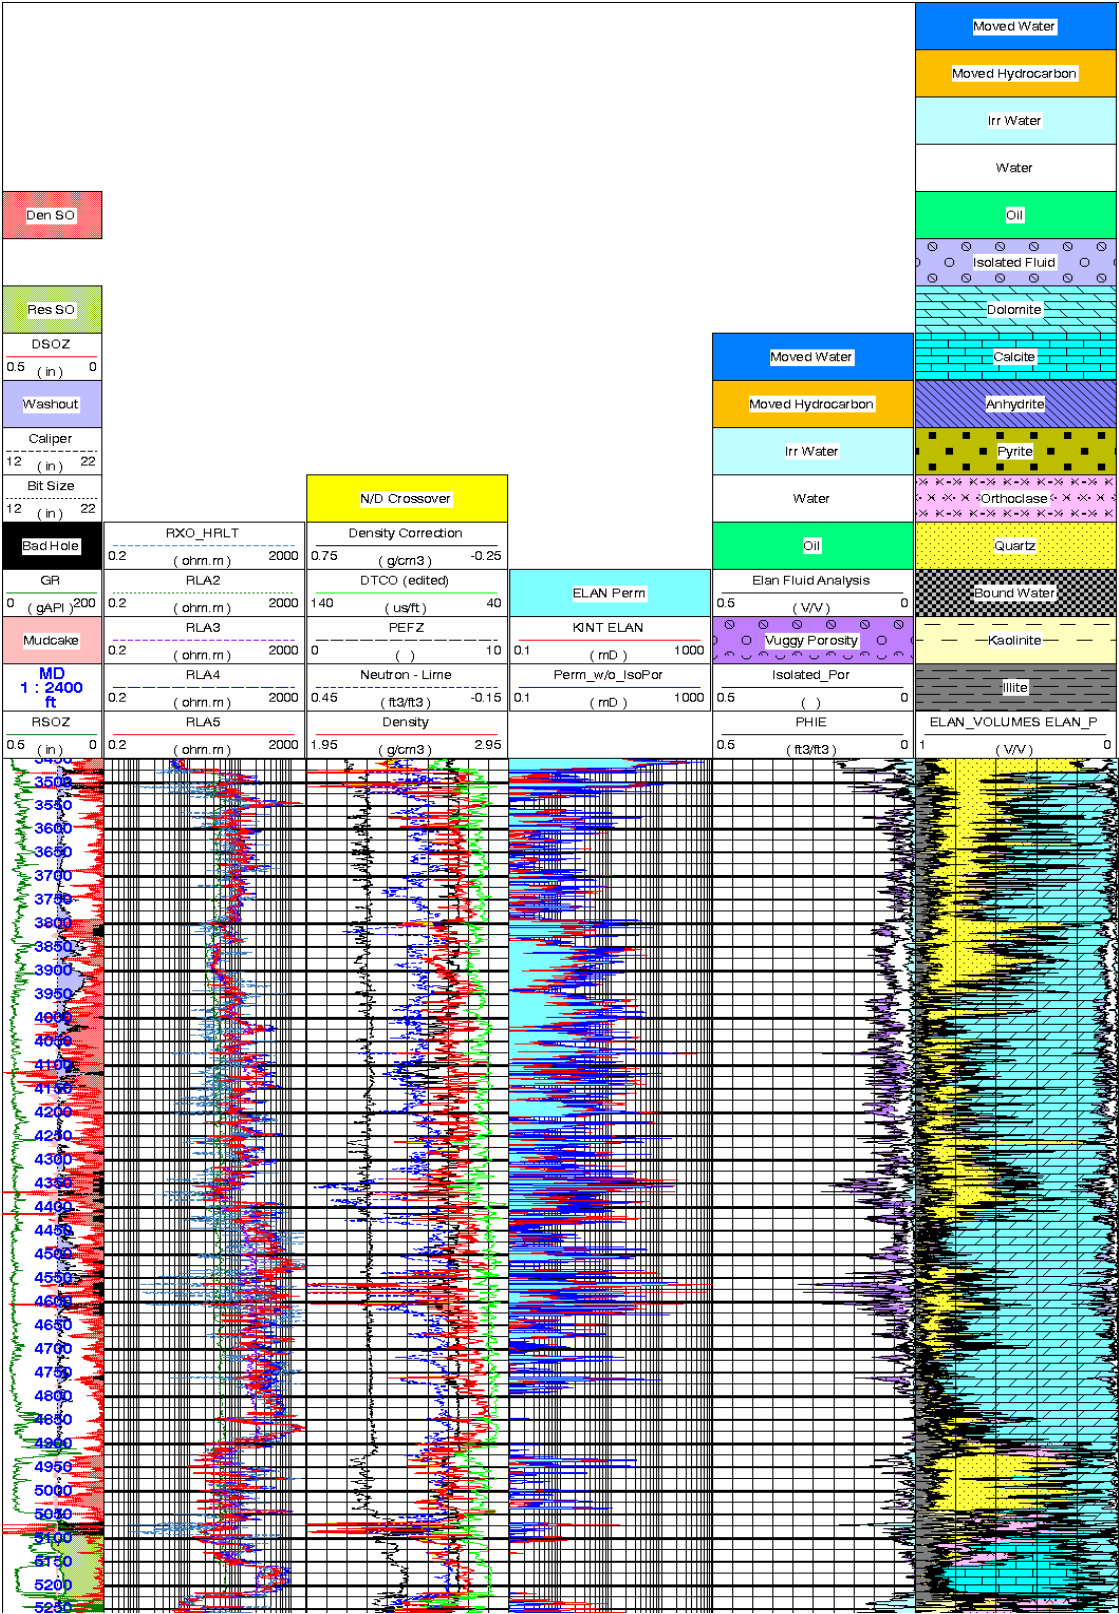 Moved Water
Moved Hydrocarbon
Irr Water
Water
Den SO
Oil
Isolated Fluid
Res SO
Dolomite
DSOZ
0.5 (in) 0
Moved Water
Calcite
Washout
Moved Hydrocarbon
Anhydrite
Caliper
12 (in) 22
Irr Water
Pyrite
Bit Size
12 (in) 22
N/D Crossover
Water
Orthoclase
Bad Hole
RXO_HRLT
0.2 (ohm.m) 2000
Density Correction
0.75 (g/cm3) -0.25
Oil
Quartz
GR
0 (gAPI) 200
RLA2
0.2 (ohm.m) 2000
DTCO (edited)
140 (us/ft) 40
ELAN Perm
Elan Fluid Analysis
0.5 (V/V) 0
Bound Water
Mudcake
RLA3
0.2 (ohm.m) 2000
PEFZ
0 ( ) 10
KINT ELAN
0.1 (mD) 1000
Vuggy Porosity
Kaolinite
MD
1 : 2400
ft
RLA4
0.2 (ohm.m) 2000
Neutron - Lime
0.45 (ft3/ft3) -0.15
Perm_w/o_IsoPor
0.1 (mD) 1000
Isolated_Por
0.5 ( ) 0
Illite
RSOZ
0.5 (in) 0
RLA5
0.2 (ohm.m) 2000
Density
1.95 (g/cm3) 2.95
PHIE
0.5 (ft3/ft3) 0
ELAN_VOLUMES ELAN_P
1 (V/V) 0
3500
3550
3600
3650
3700
3750
3800
3850
3900
3950
4000
4050
4100
4150
4200
4250
4300
4350
4400
4450
4500
4550
4600
4650
4700
4750
4800
4850
4900
4950
5000
5050
5100
5150
5200
5250